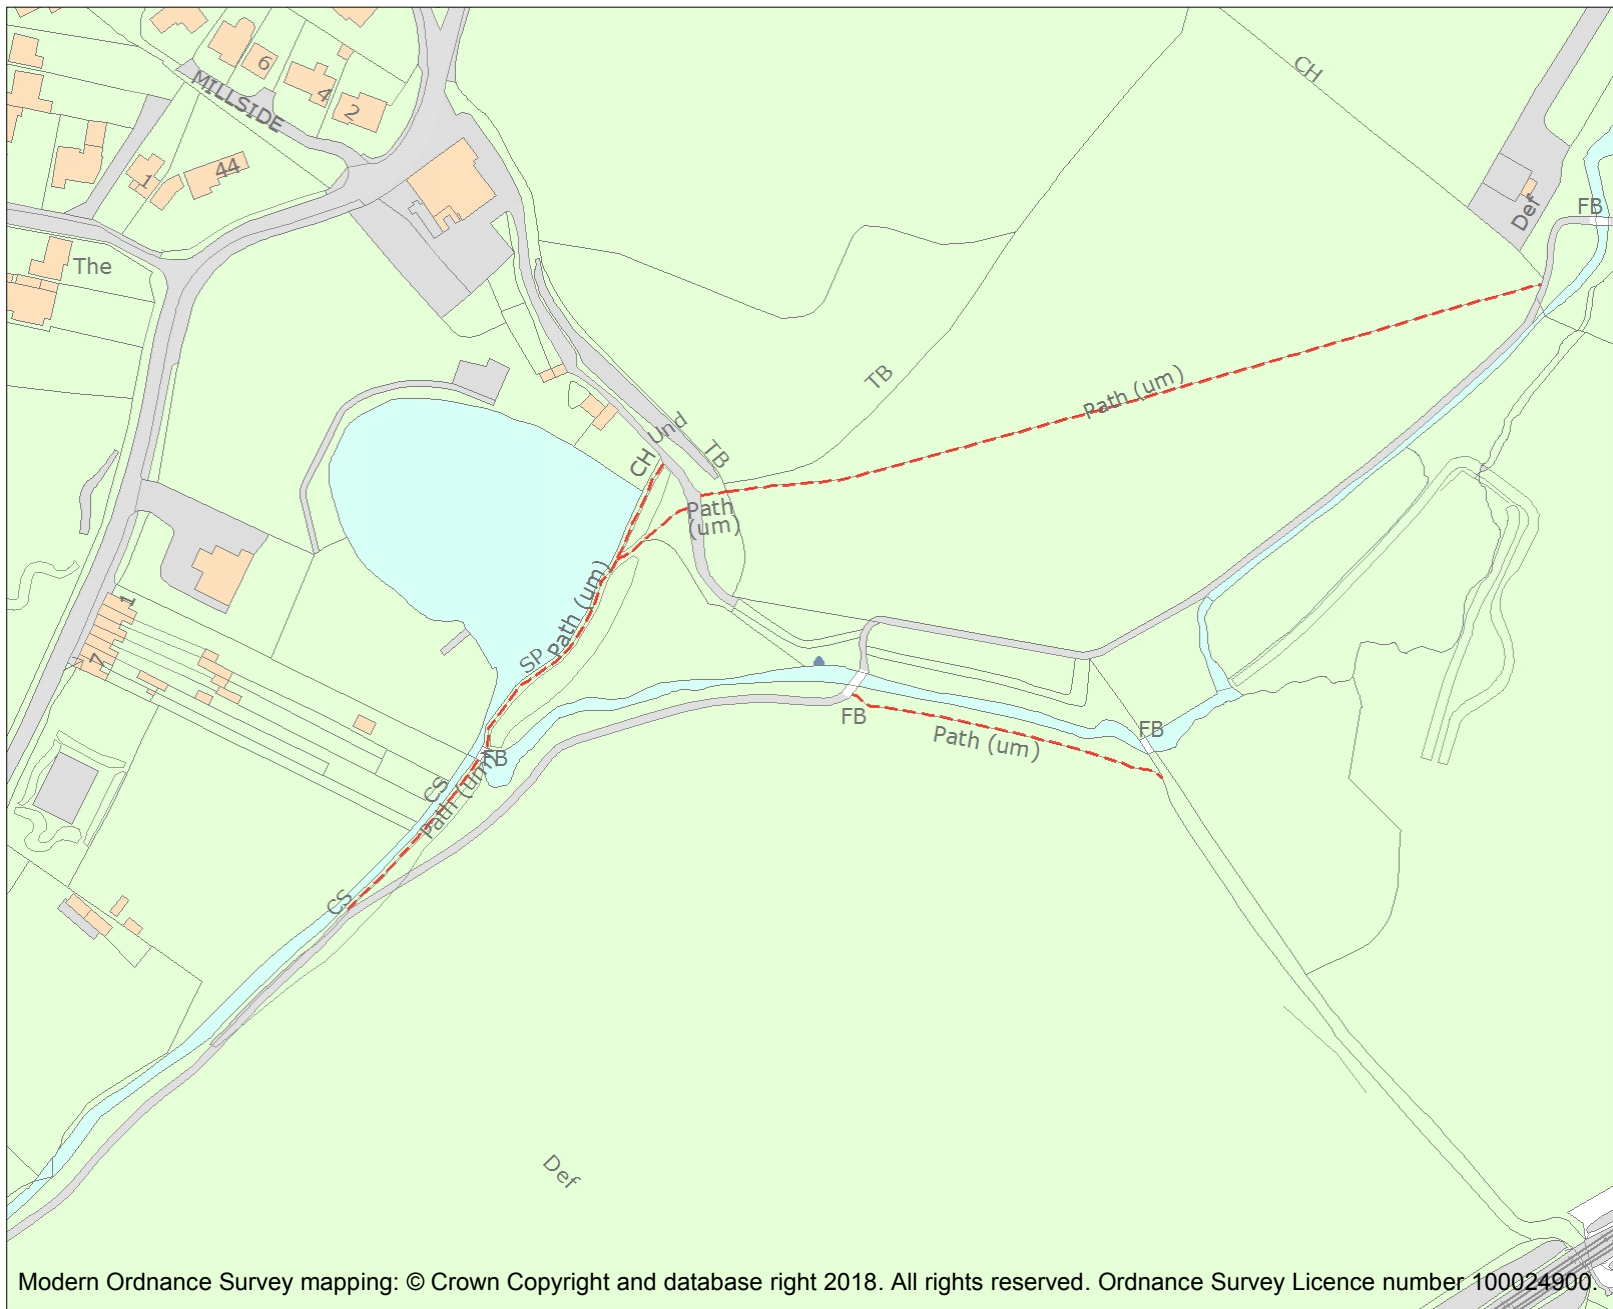 CH
6
MILLSIDE
4
2
44
1
FB
Def
The
TB
Path (um)
Und
TB
CH
Path
(um)
Path (um)
1
SP
7
FB
FB
Path (um)
FB
CS
Path (um)
CS
Def
Modern Ordnance Survey mapping: © Crown Copyright and database right 2018. All rights reserved. Ordnance Survey Licence number 100024900.